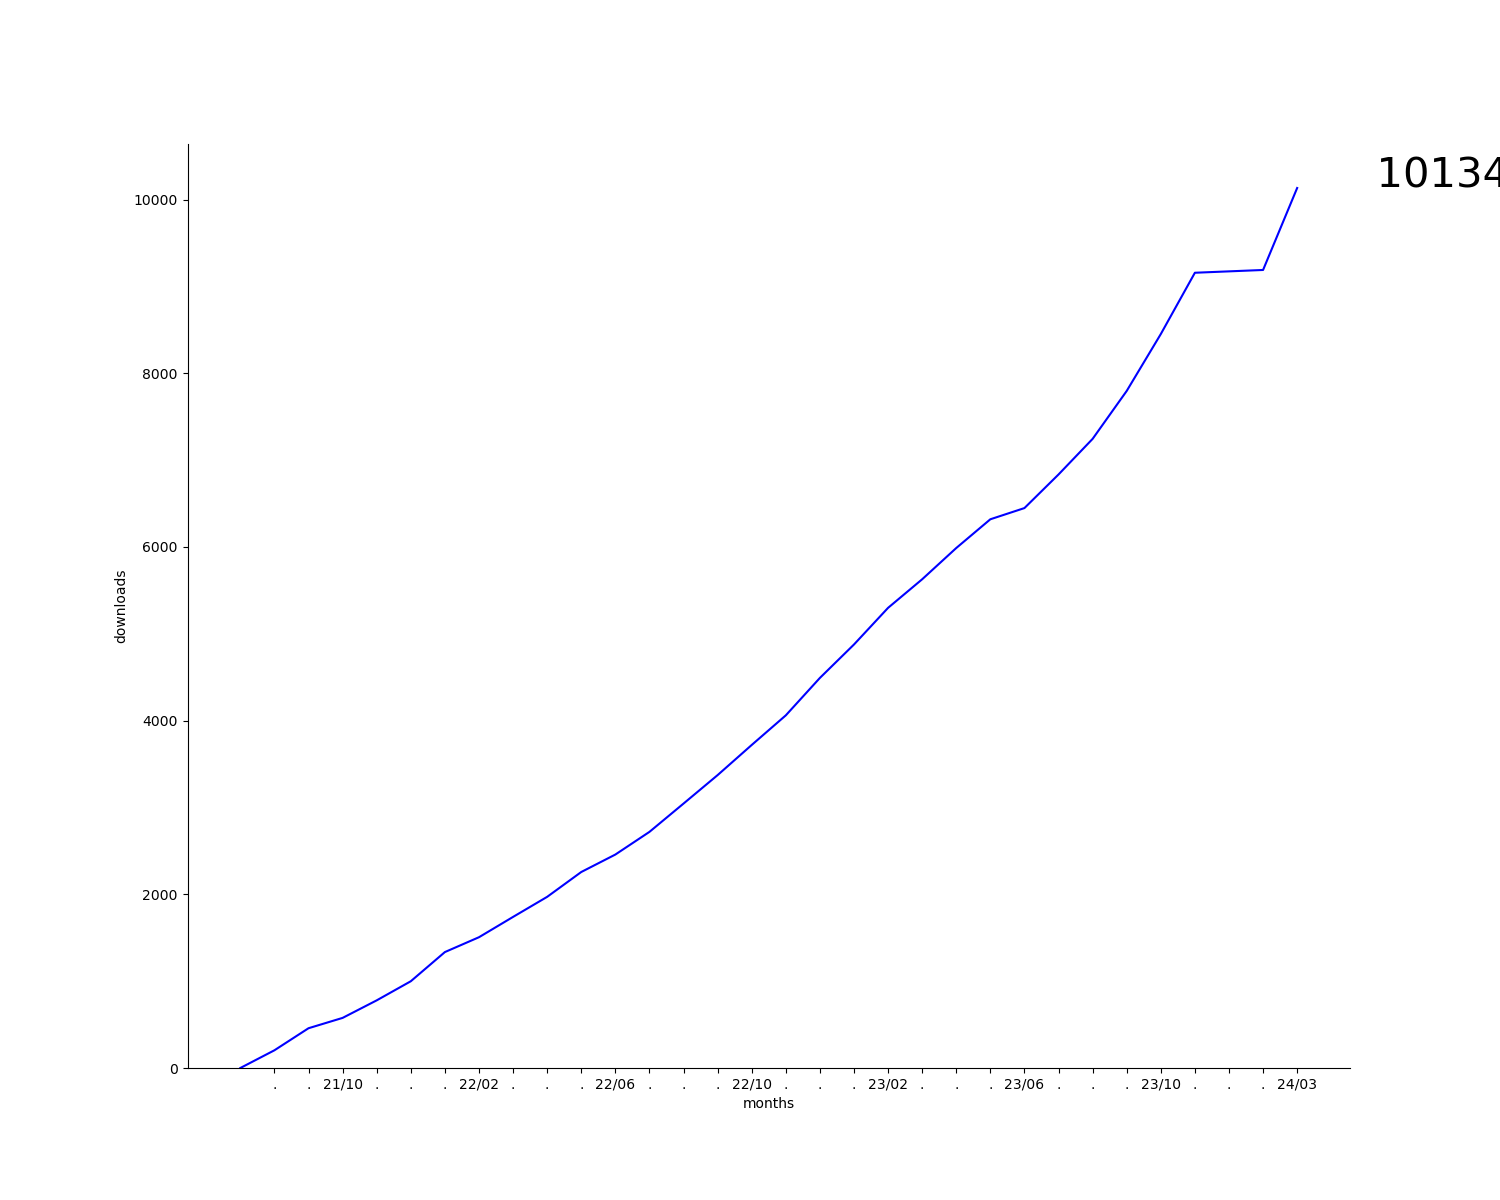 10134
10000
8000
6000
4000
2000
0
downloads
. . 21/10 . . . 22/02 . . . 22/06 . . . 22/10 . . . 23/02 . . . 23/06 . . . 23/10 . . . 24/03
months